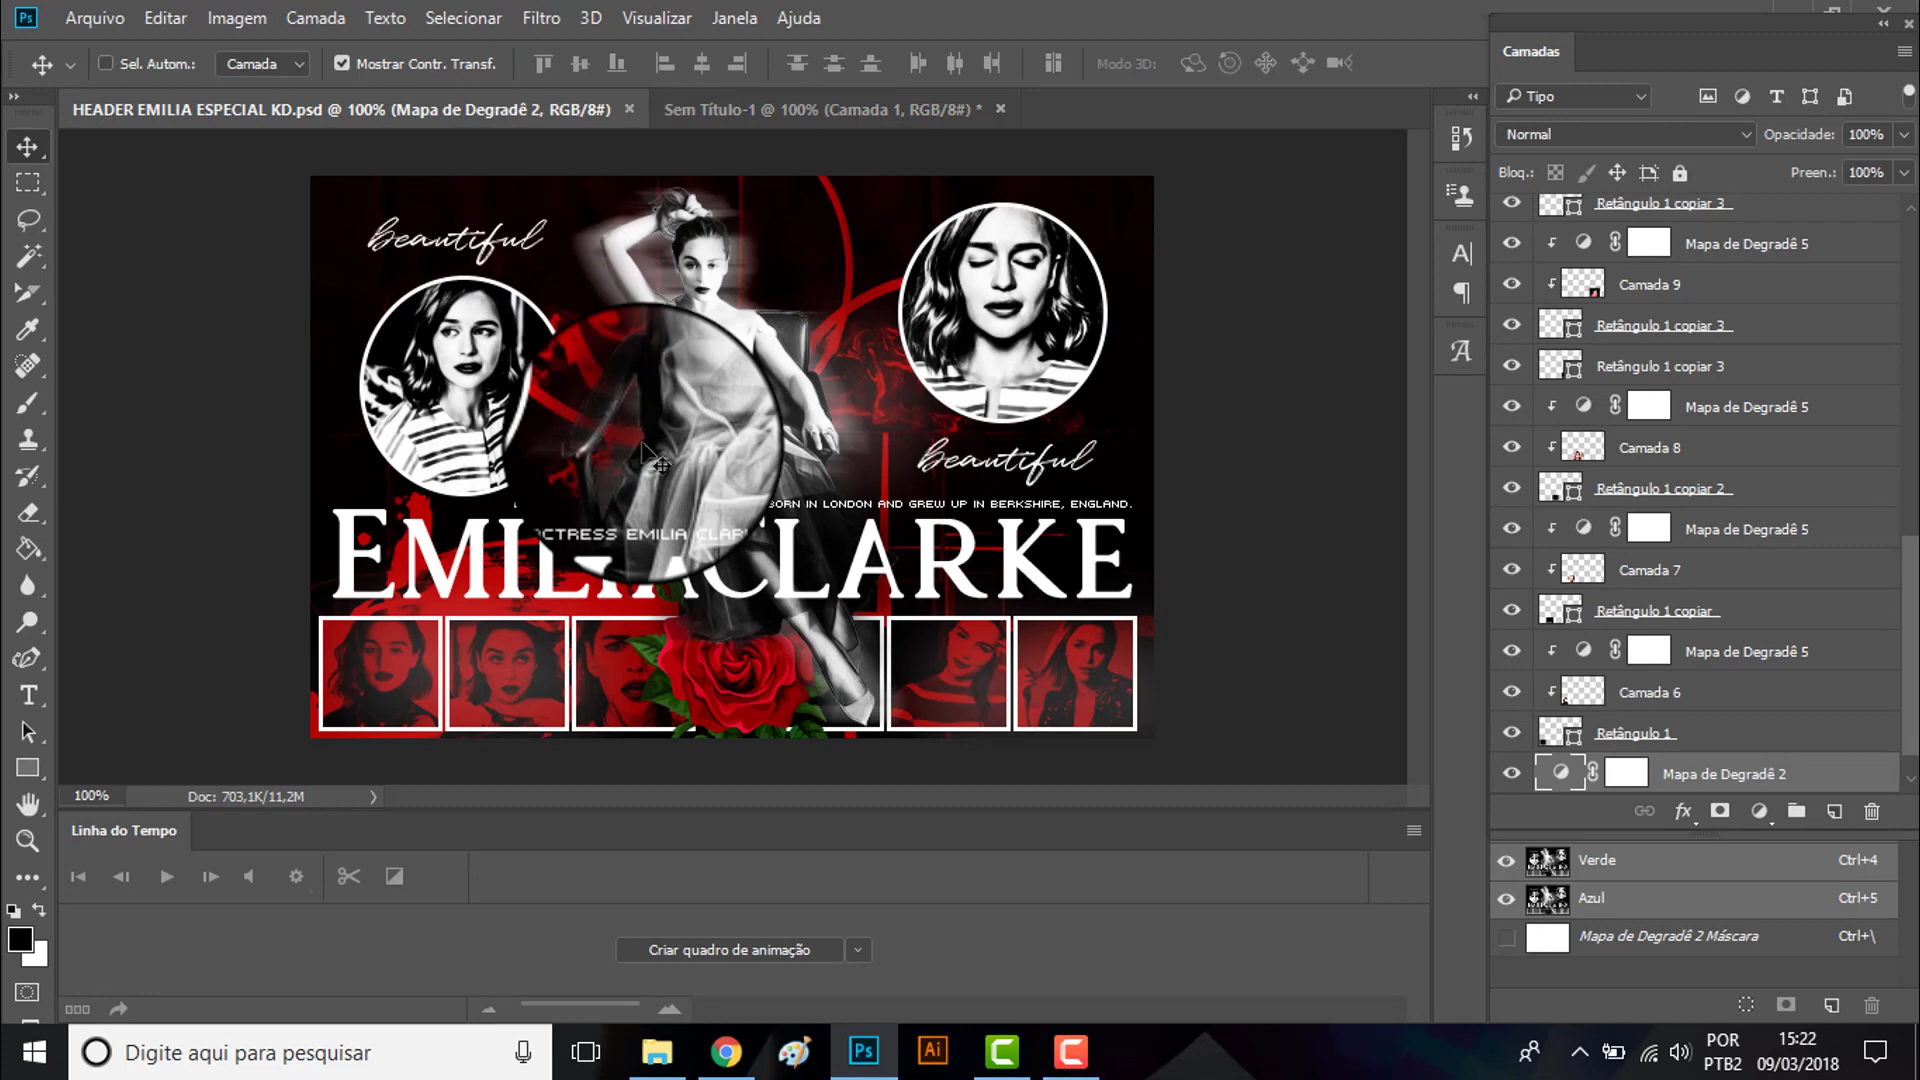 Ps Arquivo Editar Imagem Camada Texto Selecionar Filtro 3D Visualizar Janela Ajuda
Sel. Autom.: Camada Mostrar Contr. Transf. Modo 3D:
HEADER EMILIA ESPECIAL KD.psd @ 100% (Mapa de Degradê 2, RGB/8#) × Sem Título-1 @ 100% (Camada 1, RGB/8#) * ×
beautiful
beautiful
BORN IN LONDON AND GREW UP IN BERKSHIRE, ENGLAND.
CTRESS EMILIA CLAR
EMILIA CLARKE
100% Doc: 703,1K/11,2M
Linha do Tempo
Criar quadro de animação
Camadas
Tipo
Normal Opacidade: 100%
Bloq.: Preen.: 100%
Retângulo 1 copiar 3
Mapa de Degradê 5
Camada 9
Retângulo 1 copiar 3
Retângulo 1 copiar 3
Mapa de Degradê 5
Camada 8
Retângulo 1 copiar 2
Mapa de Degradê 5
Camada 7
Retângulo 1 copiar
Mapa de Degradê 5
Camada 6
Retângulo 1
Mapa de Degradê 2
fx
Verde Ctrl+4
Azul Ctrl+5
Mapa de Degradê 2 Máscara Ctrl+\
Digite aqui para pesquisar
Ps
Ai
POR
PTB2
15:22
09/03/2018